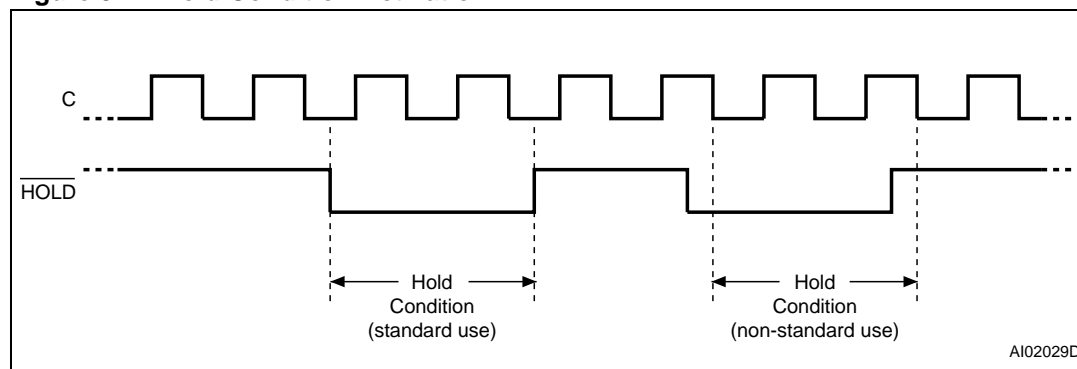 C
HOLD
Hold
Condition
(standard use)
Hold
Condition
(non-standard use)
AI02029D